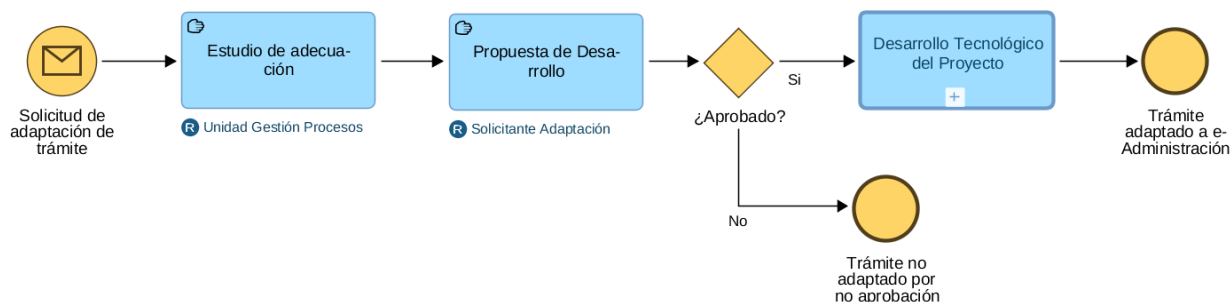 Solicitud de
adaptación de
trámite
Estudio de adecua-
ción
R Unidad Gestión Procesos
Propuesta de Desa-
rrollo
R Solicitante Adaptación
¿Aprobado?
Si
No
Desarrollo Tecnológico
del Proyecto
Trámite
adaptado a e-
Administración
Trámite no
adaptado por
no aprobación